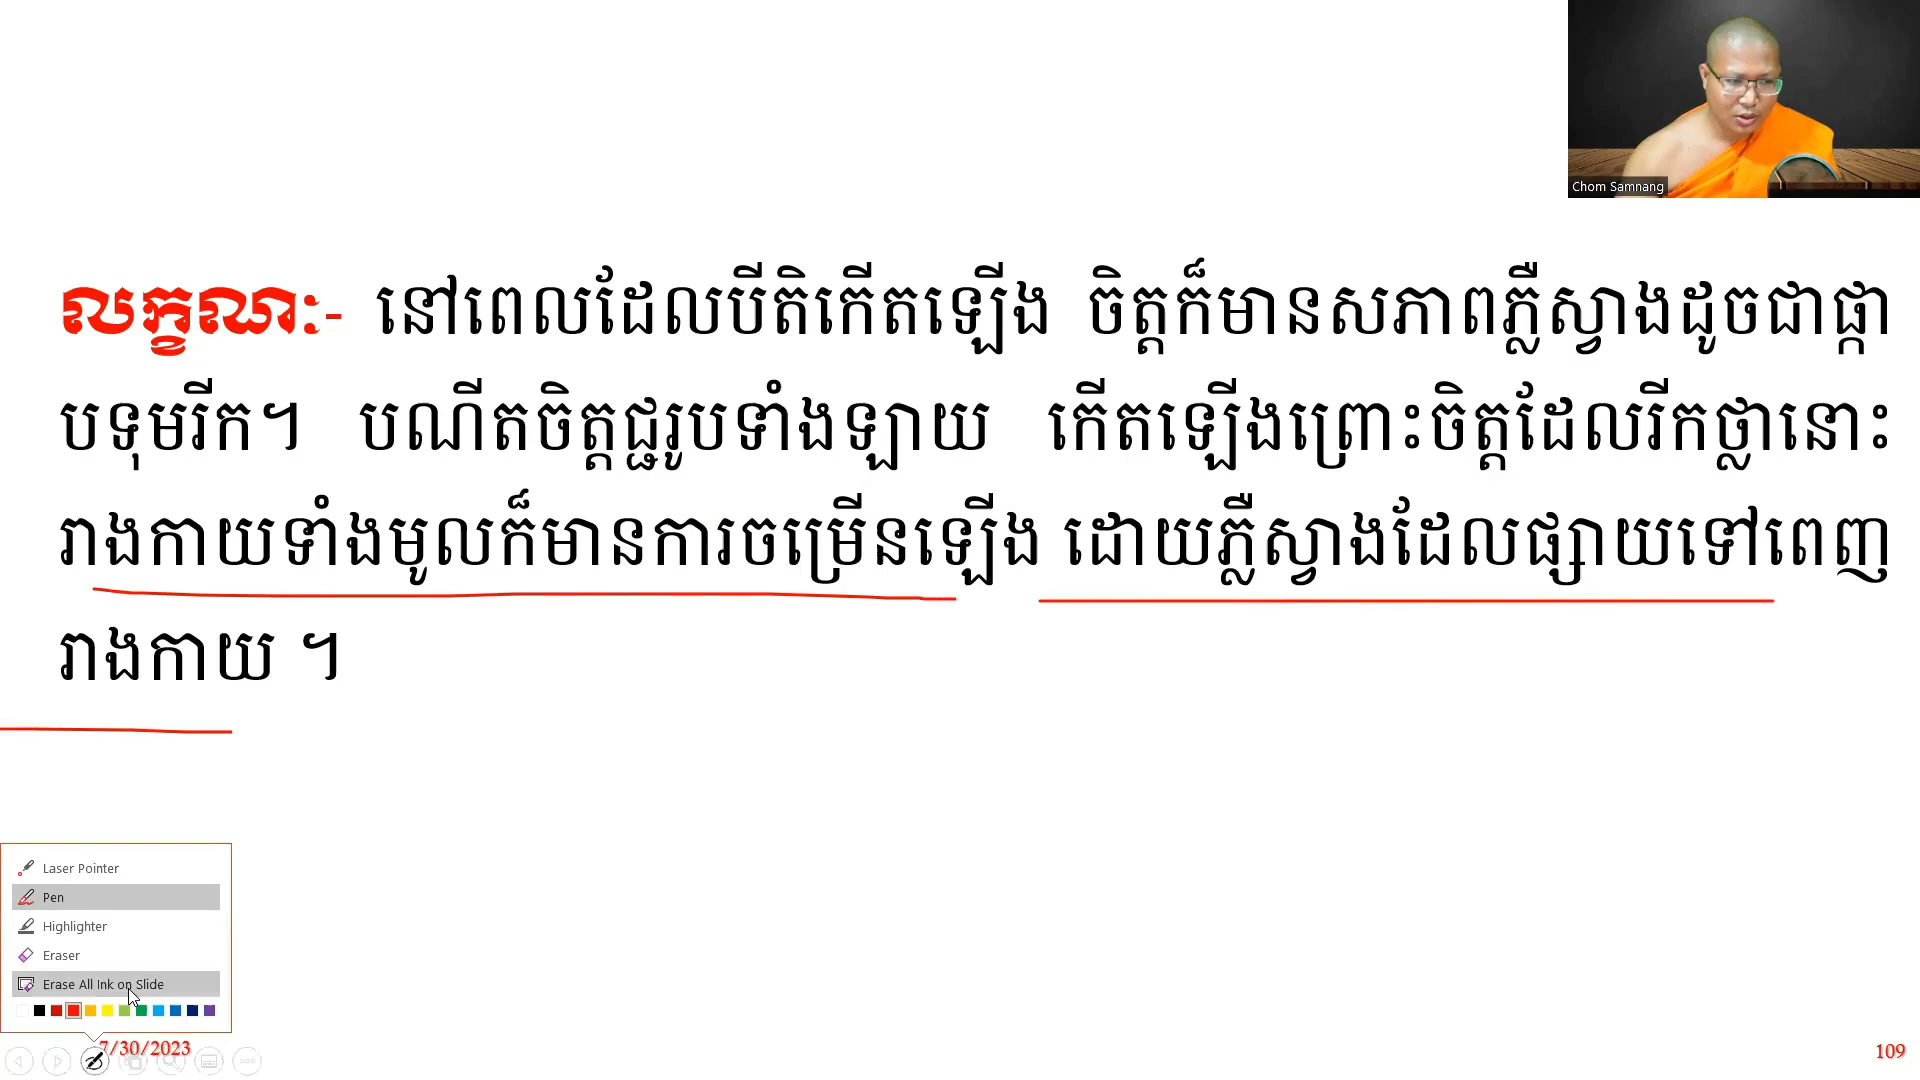 Chom Samnang
លក្ខណៈ- នៅពេលដែលបីតិកើតឡើង ចិត្តក៏មានសភាពភ្លឺស្វាងដូចជាផ្កា
បទុមរីក។ បណីតចិត្តជ្ជរូបទាំងឡាយ កើតឡើងព្រោះចិត្តដែលរីកថ្លានោះ
រាងកាយទាំងមូលក៏មានការចម្រើនឡើង ដោយភ្លឺស្វាងដែលផ្សាយទៅពេញ
រាងកាយ ។
Laser Pointer
Pen
Highlighter
Eraser
Erase All Ink on Slide
7/30/2023
109